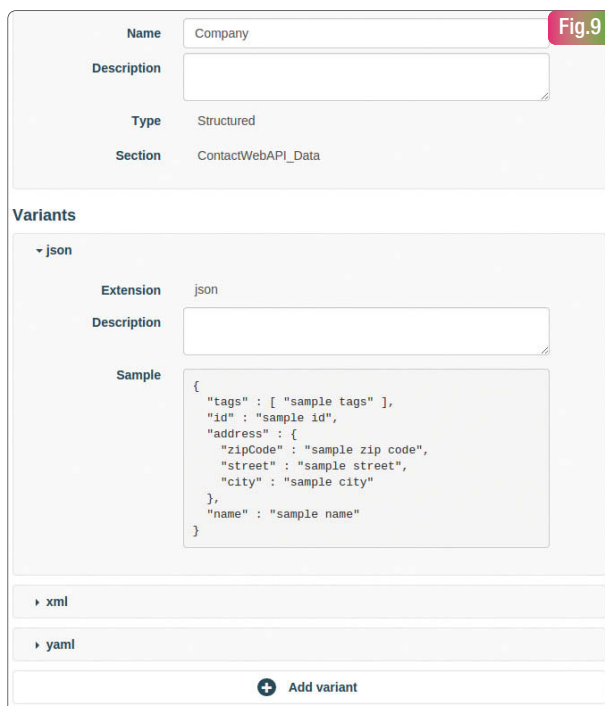 Fig.9
Name Company
Description
Type Structured
Section ContactWebAPI_Data
Variants
json
Extension json
Description
Sample
{
  "tags" : [ "sample tags" ],
  "id" : "sample id",
  "address" : {
    "zipCode" : "sample zip code",
    "street" : "sample street",
    "city" : "sample city"
  },
  "name" : "sample name"
}
xml
yaml
Add variant